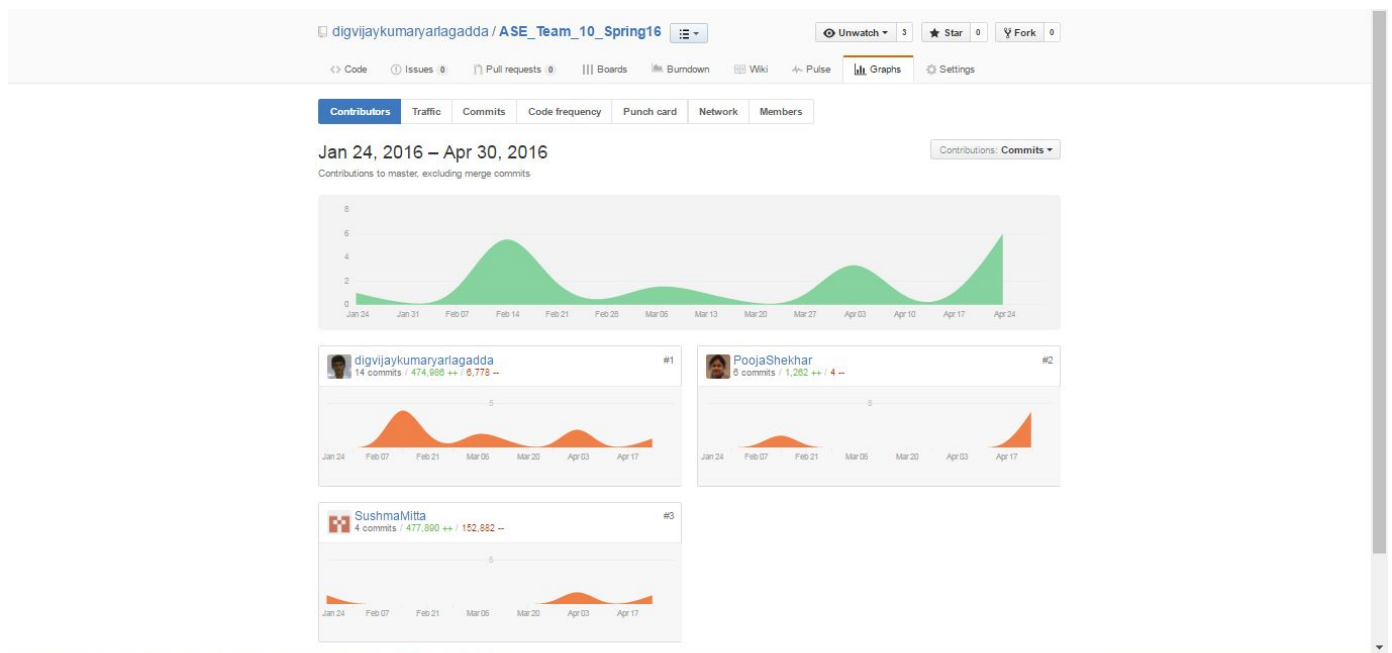 digvijaykumaryarlagadda / ASE_Team_10_Spring16
Unwatch 3 Star 0 Fork 0
Code Issues 0 Pull requests 0 Boards Burndown Wiki Pulse Graphs Settings
Contributors Traffic Commits Code frequency Punch card Network Members
Jan 24, 2016 – Apr 30, 2016
Contributions: Commits
Contributions to master, excluding merge commits
8
6
4
2
0
Jan 24 Jan 31 Feb 07 Feb 14 Feb 21 Feb 28 Mar 06 Mar 13 Mar 20 Mar 27 Apr 03 Apr 10 Apr 17 Apr 24
digvijaykumaryarlagadda #1
14 commits / 474,986 ++ / 6,778 --
5
Jan 24 Feb 07 Feb 21 Mar 06 Mar 20 Apr 03 Apr 17
PoojaShekhar #2
6 commits / 1,262 ++ / 4 --
5
Jan 24 Feb 07 Feb 21 Mar 06 Mar 20 Apr 03 Apr 17
SushmaMitta #3
4 commits / 477,890 ++ / 152,882 --
5
Jan 24 Feb 07 Feb 21 Mar 06 Mar 20 Apr 03 Apr 17